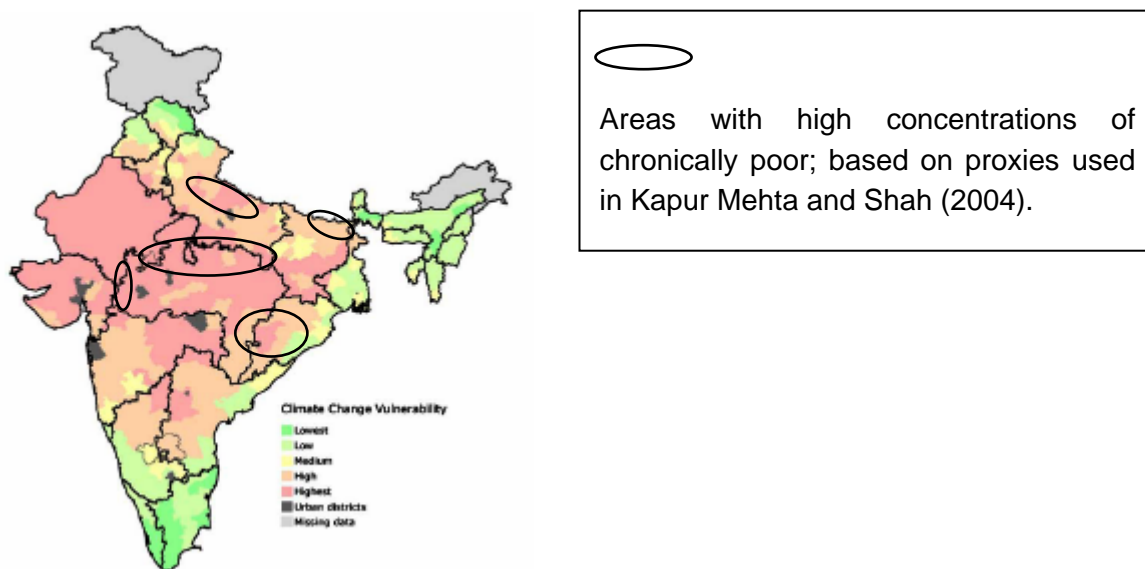 Areas with high concentrations of
chronically poor; based on proxies used
in Kapur Mehta and Shah (2004).
Climate Change Vulnerability
Lowest
Low
Medium
High
Highest
Urban districts
Missing data